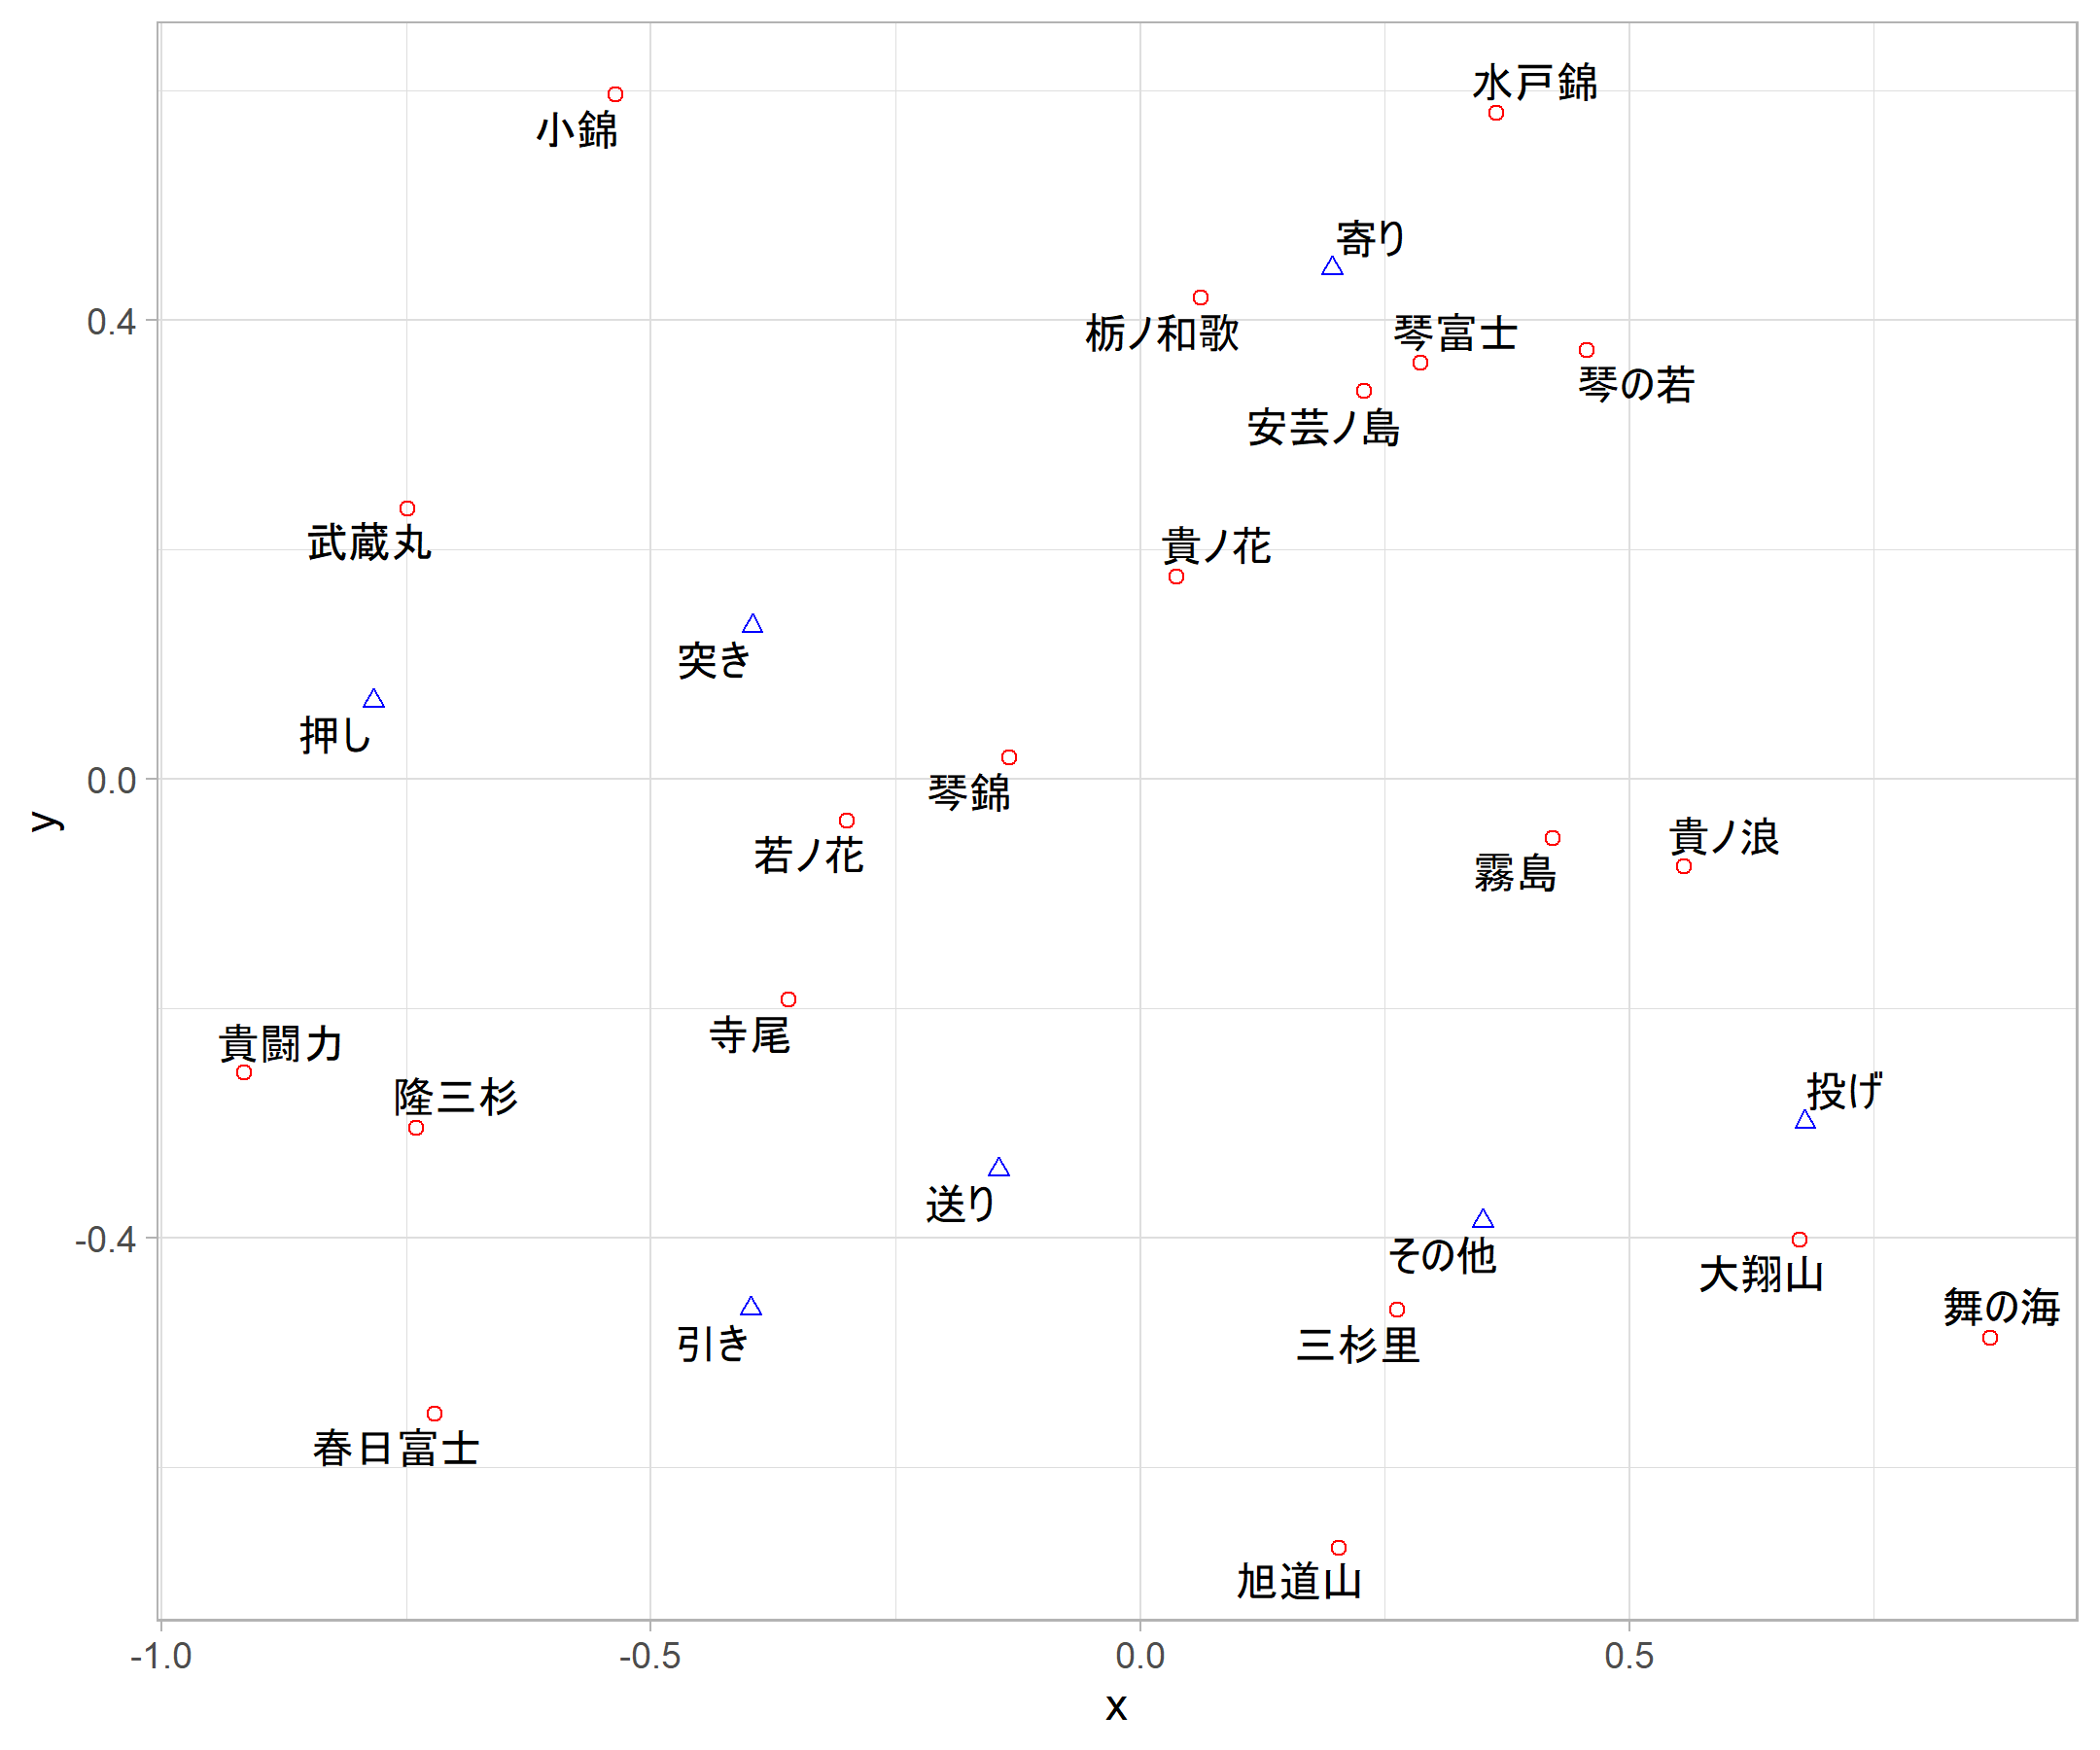 水戸錦
小錦
寄り
栃ノ和歌
琴富士
0.4
琴の若
安芸ノ島
武蔵丸
貴ノ花
突き
押し
0.0
琴錦
y
貴ノ浪
若ノ花
霧島
寺尾
貴闘力
隆三杉
投げ
送り
-0.4
その他
大翔山
舞の海
引き
三杉里
春日富士
旭道山
-1.0 -0.5 0.0 0.5
x